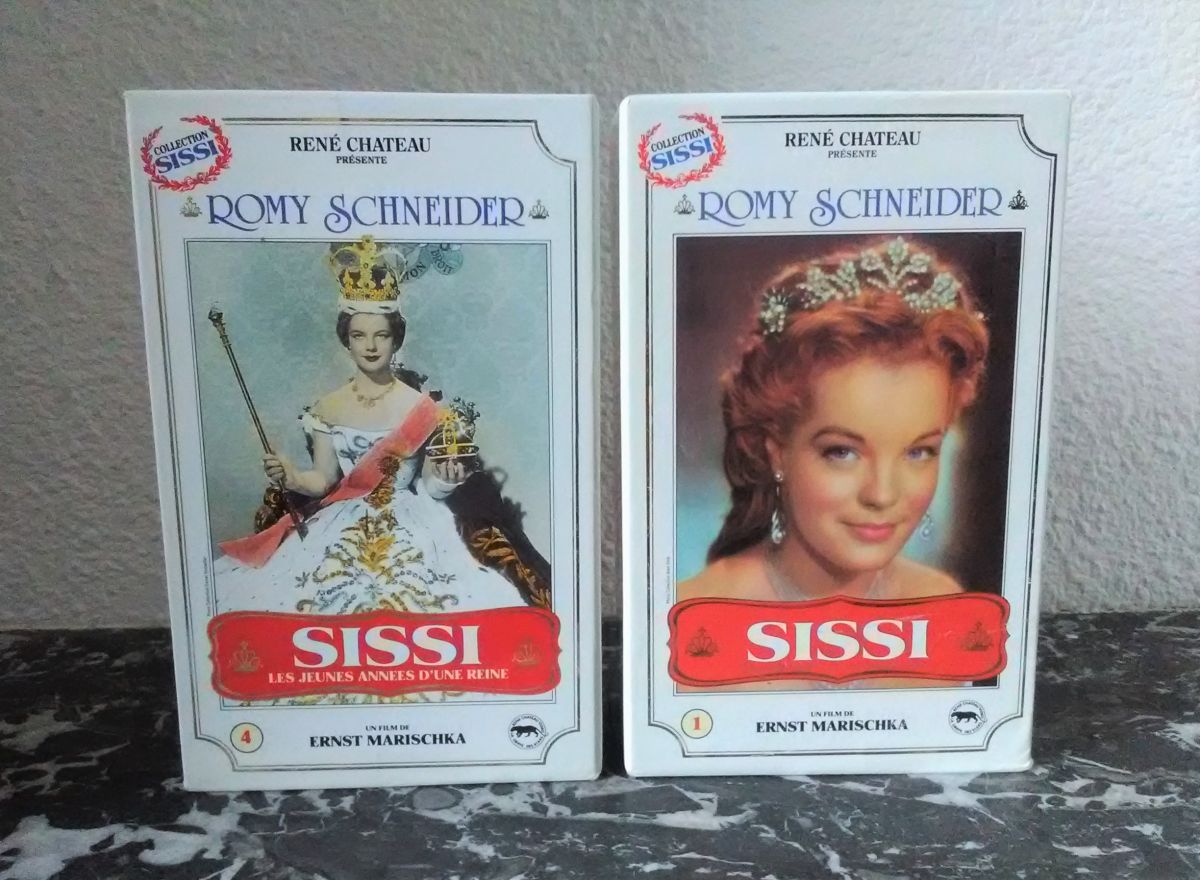 COLLECTION
SISSI
RENÉ CHATEAU
PRÉSENTE
ROMY SCHNEIDER
SISSI
LES JEUNES ANNEES D'UNE REINE
4
UN FILM DE
ERNST MARISCHKA
COLLECTION
SISSI
RENÉ CHATEAU
PRÉSENTE
ROMY SCHNEIDER
SISSI
1
UN FILM DE
ERNST MARISCHKA